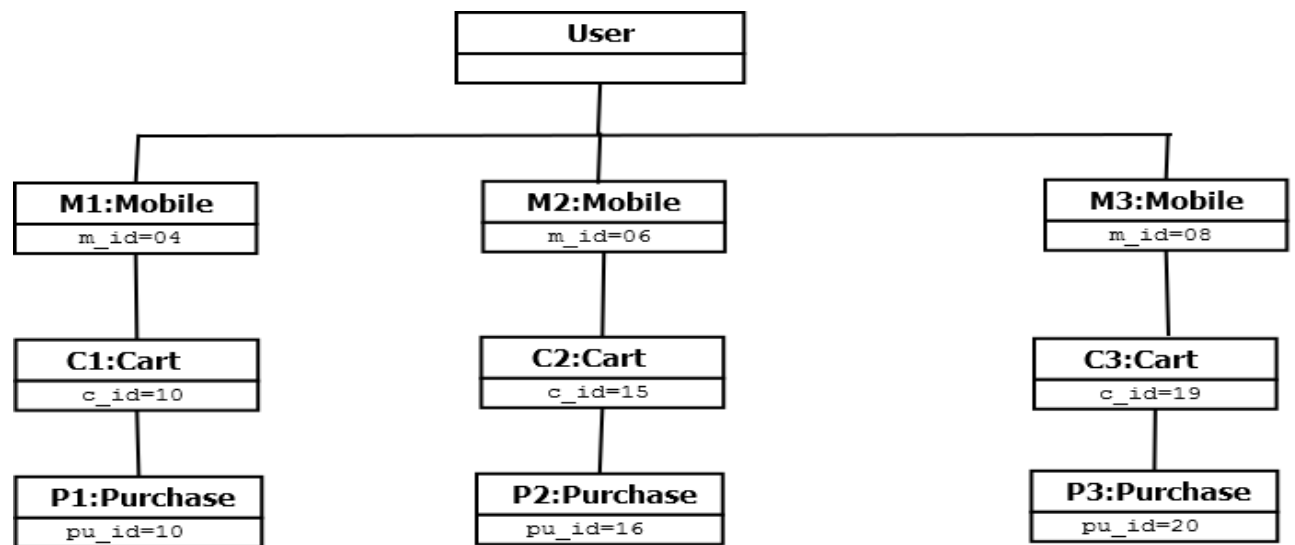 User
M1:Mobile
m_id=04
M2:Mobile
m_id=06
M3:Mobile
m_id=08
C1:Cart
c_id=10
C2:Cart
c_id=15
C3:Cart
c_id=19
P1:Purchase
pu_id=10
P2:Purchase
pu_id=16
P3:Purchase
pu_id=20